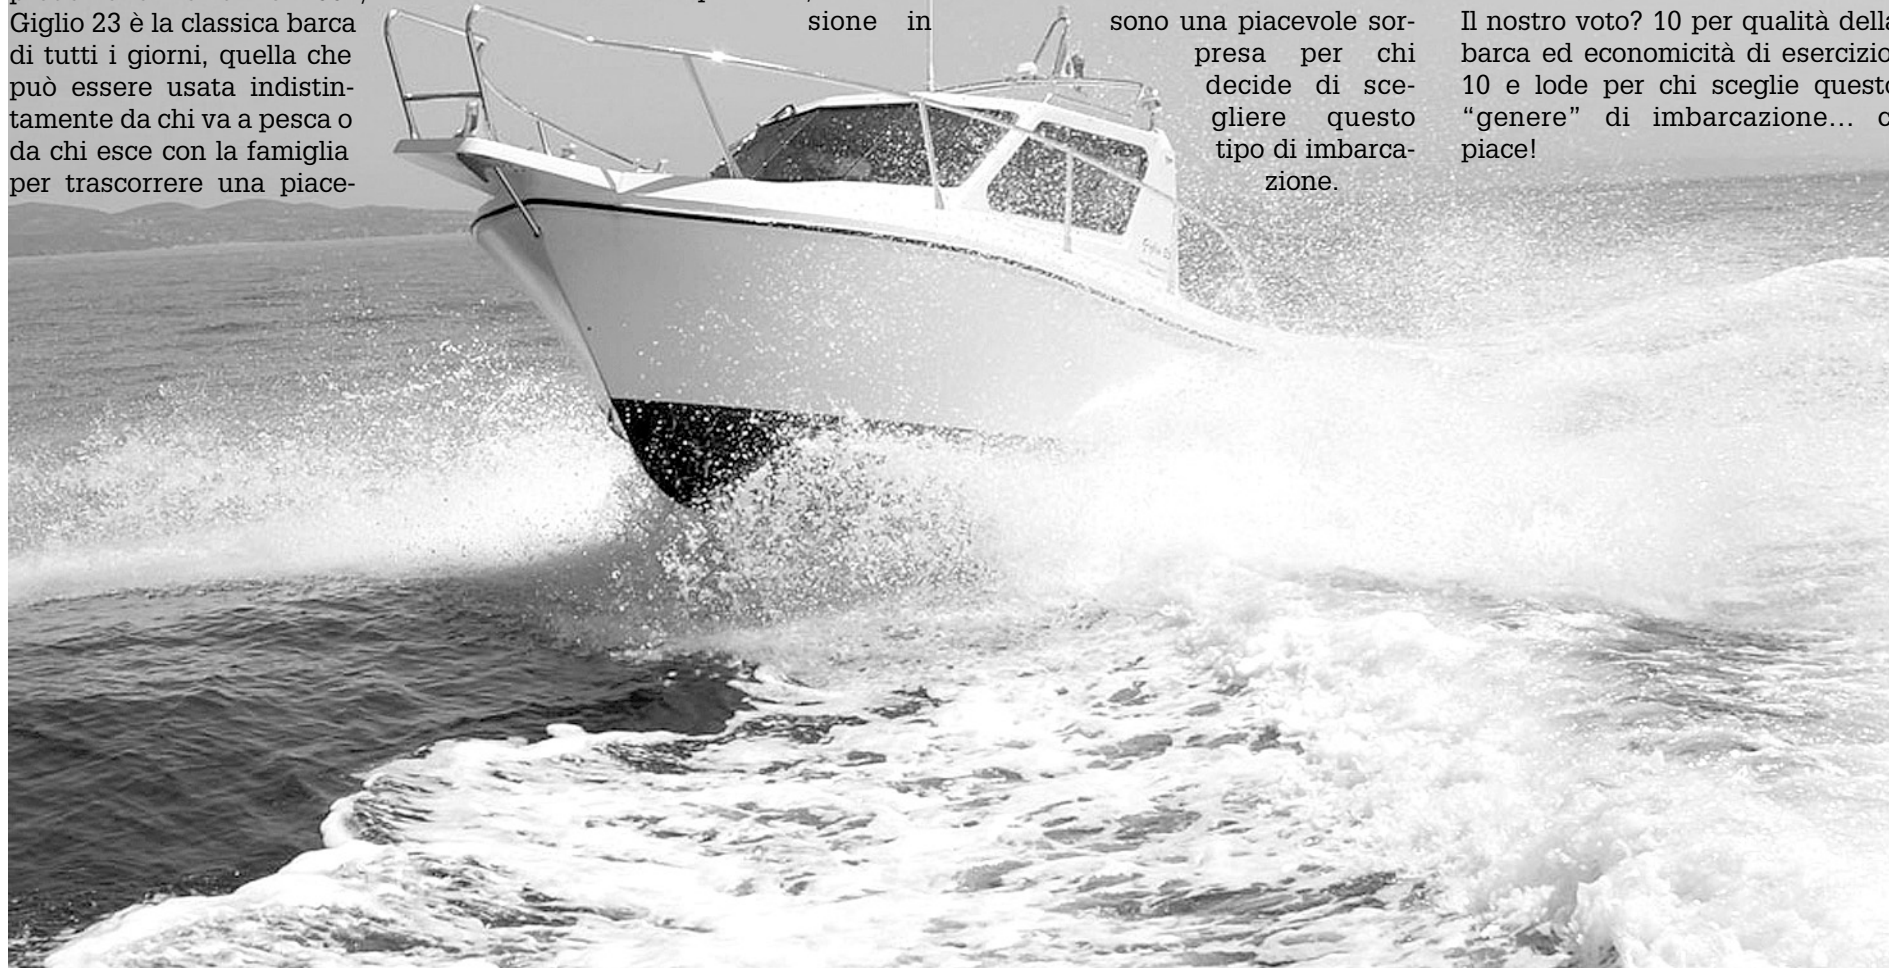 Giglio 23 è la classica barca
di tutti i giorni, quella che
può essere usata indistin-
tamente da chi va a pesca o
da chi esce con la famiglia
per trascorrere una piace-
sione in
sono una piacevole sor-
presa per chi
decide di sce-
gliere questo
tipo di imbarca-
zione.
Il nostro voto? 10 per qualità della
barca ed economicità di esercizio
10 e lode per chi sceglie questo
“genere” di imbarcazione... c
piace!